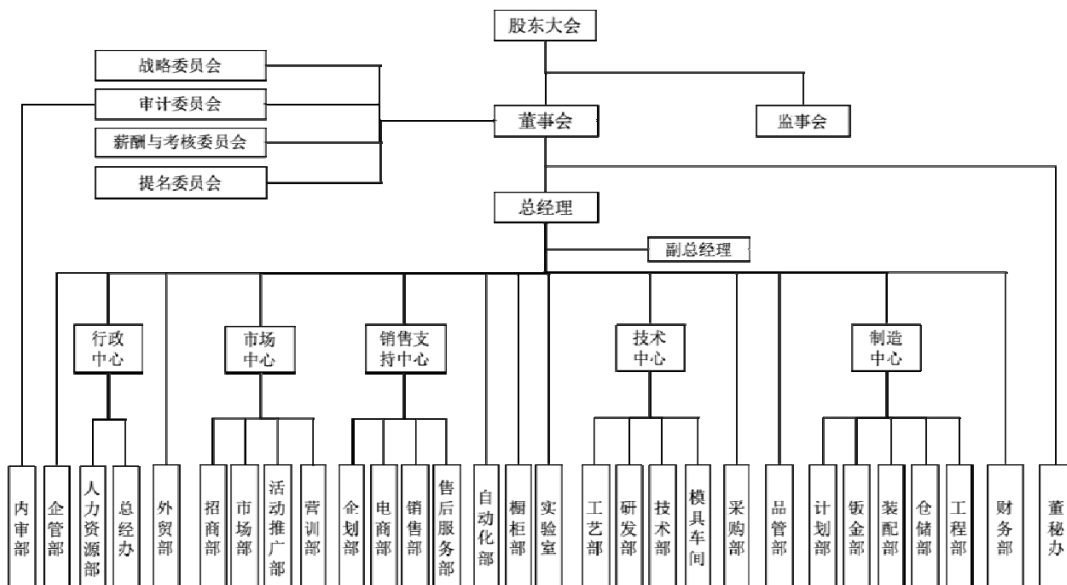 股东大会
战略委员会
审计委员会
董事会
监事会
薪酬与考核委员会
提名委员会
总经理
副总经理
行政
中心
市场
中心
销售支
持中心
技术
中心
制造
中心
内审部
企管部
人力资源部
总经办
外贸部
招商部
市场部
活动推广部
营训部
企划部
电商部
销售部
售后服务部
自动化部
橱柜部
实验室
工艺部
研发部
技术部
模具车间
采购部
品管部
计划部
钣金部
装配部
仓储部
工程部
财务部
董秘办